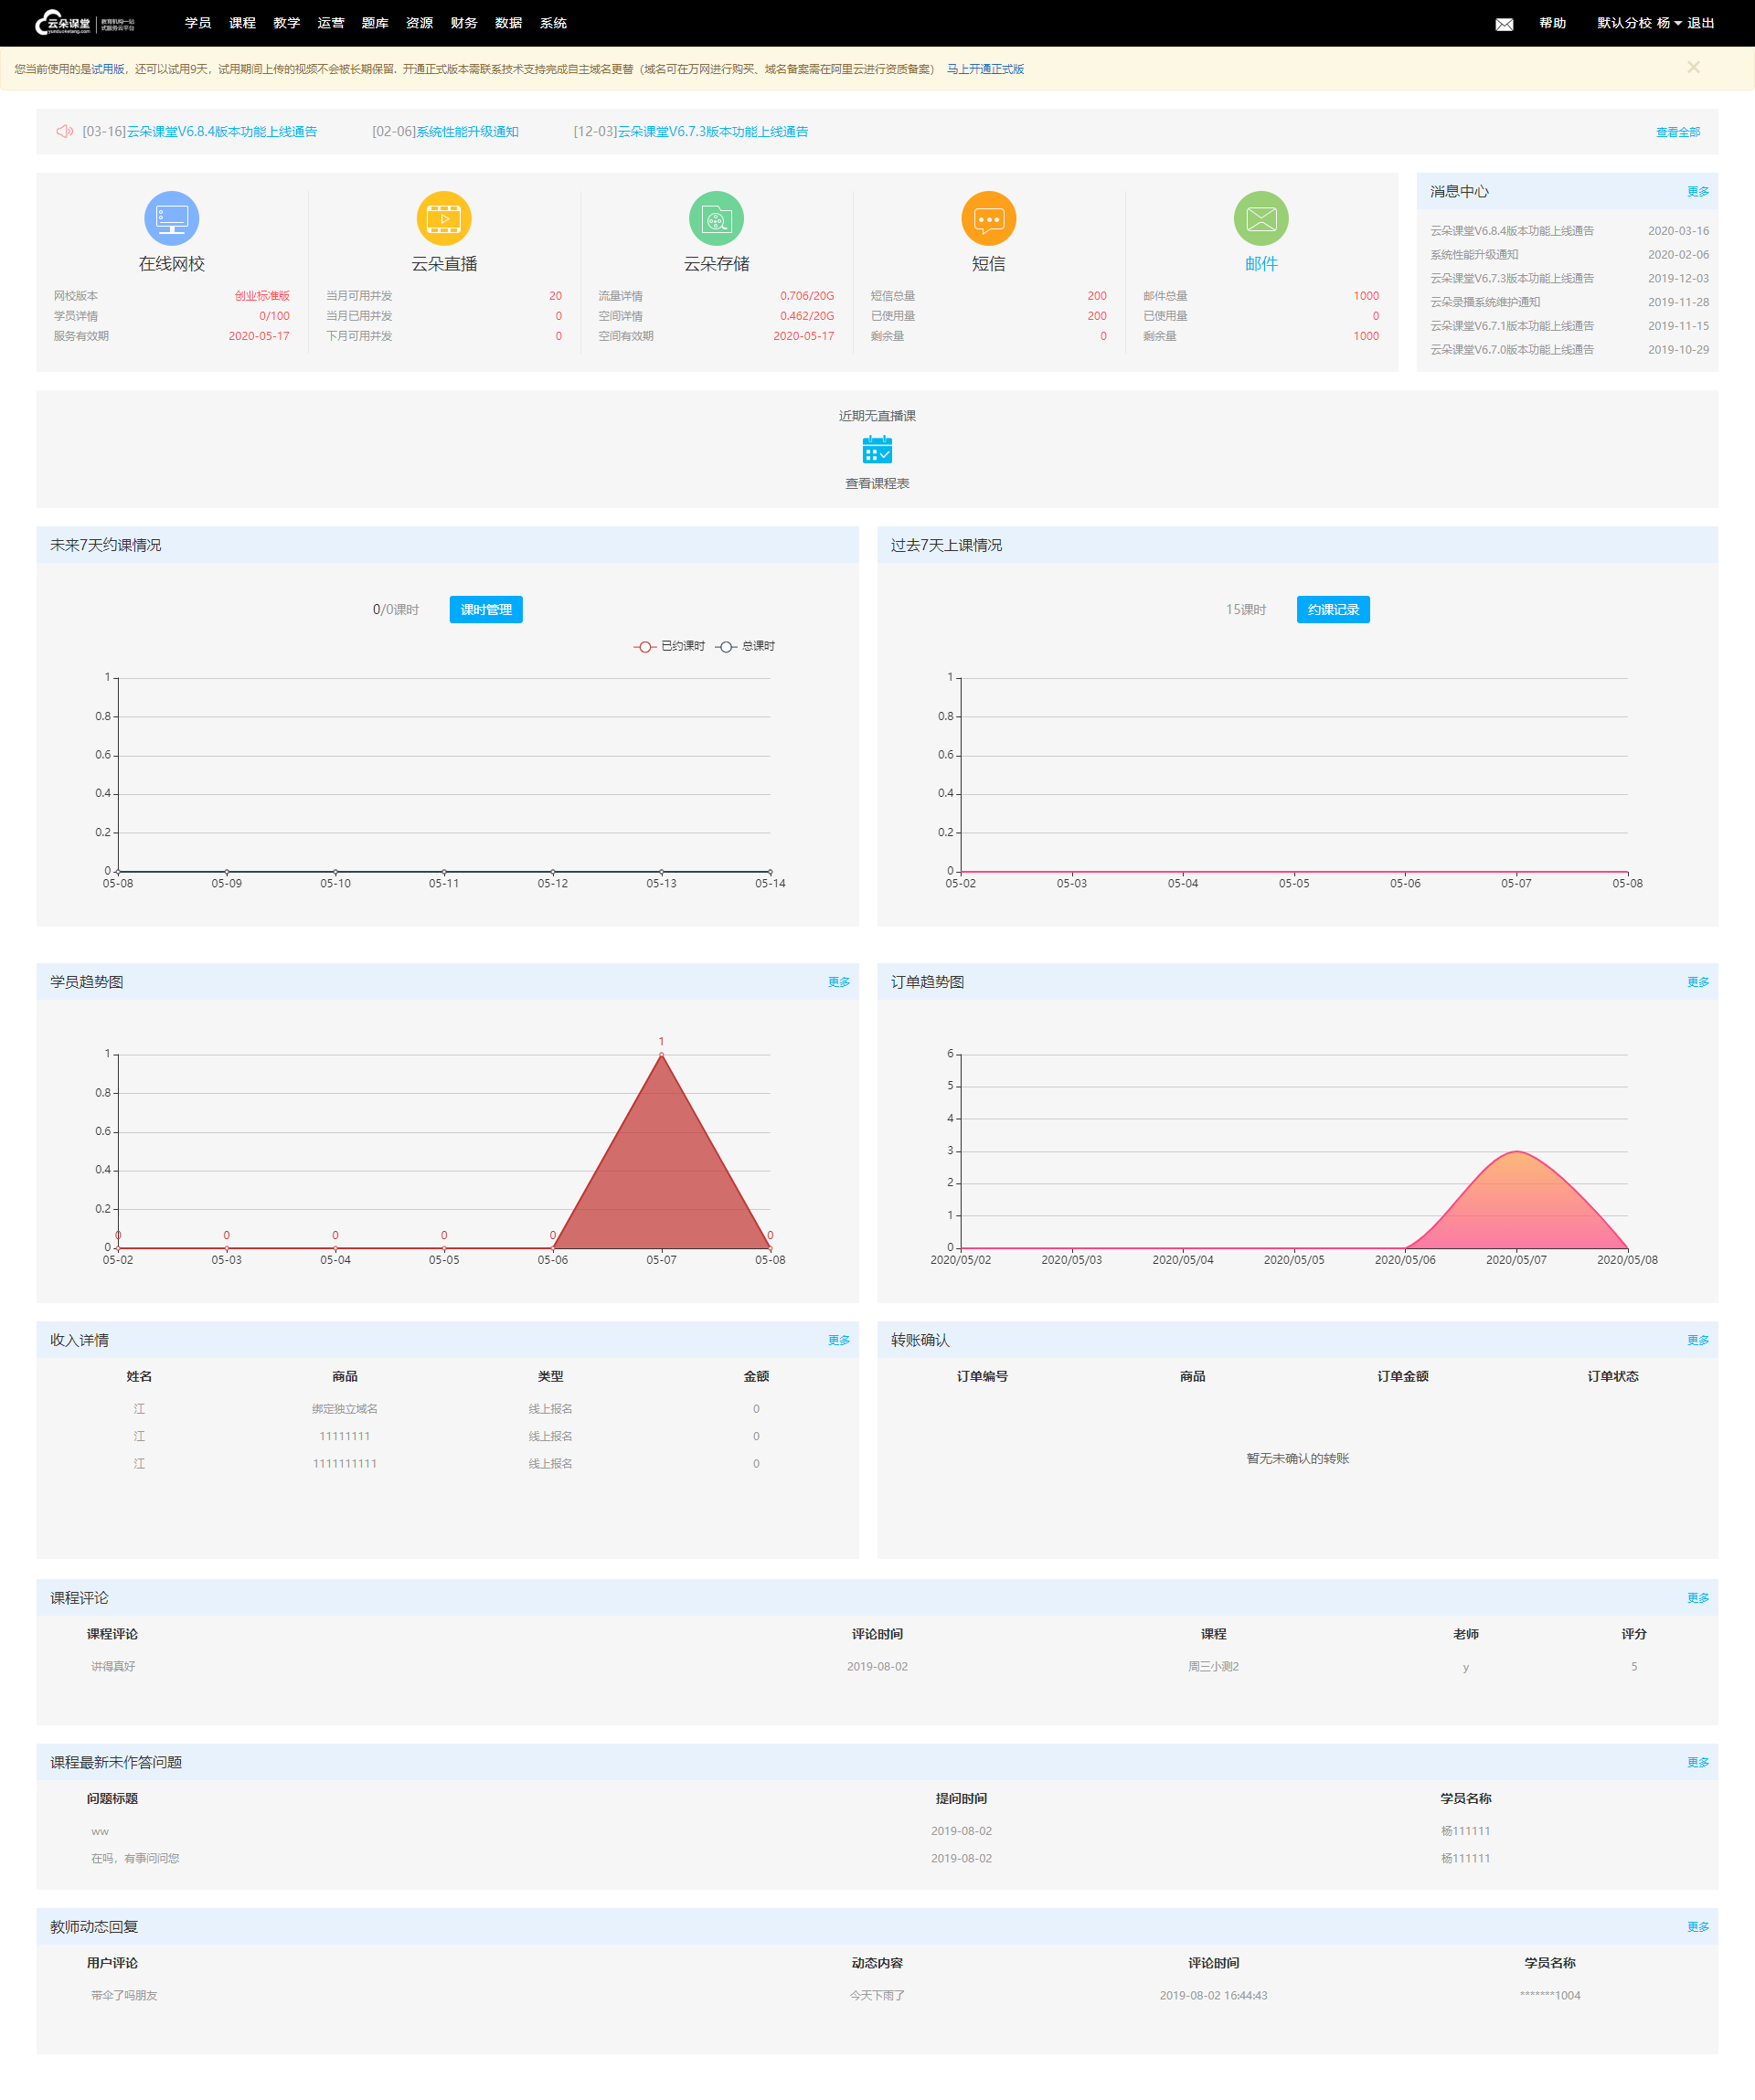 云朵课堂 yunduoketang.com 教育机构一站式服务云平台 学员 课程 教学 运营 题库 资源 财务 数据 系统 帮助 默认分校 杨 退出
您当前使用的是试用版，还可以试用9天，试用期间上传的视频不会被长期保留. 开通正式版本需联系技术支持完成自主域名更替（域名可在万网进行购买、域名备案需在阿里云进行资质备案） 马上开通正式版
[03-16]云朵课堂V6.8.4版本功能上线通告 [02-06]系统性能升级通知 [12-03]云朵课堂V6.7.3版本功能上线通告 查看全部
在线网校
网校版本 创业标准版
学员详情 0/100
服务有效期 2020-05-17
云朵直播
当月可用并发 20
当月已用并发 0
下月可用并发 0
云朵存储
流量详情 0.706/20G
空间详情 0.462/20G
空间有效期 2020-05-17
短信
短信总量 200
已使用量 200
剩余量 0
邮件
邮件总量 1000
已使用量 0
剩余量 1000
消息中心 更多
云朵课堂V6.8.4版本功能上线通告 2020-03-16
系统性能升级通知 2020-02-06
云朵课堂V6.7.3版本功能上线通告 2019-12-03
云朵录播系统维护通知 2019-11-28
云朵课堂V6.7.1版本功能上线通告 2019-11-15
云朵课堂V6.7.0版本功能上线通告 2019-10-29
近期无直播课
查看课程表
未来7天约课情况
0/0课时 课时管理
已约课时 总课时
1
0.8
0.6
0.4
0.2
0
05-08 05-09 05-10 05-11 05-12 05-13 05-14
过去7天上课情况
15课时 约课记录
1
0.8
0.6
0.4
0.2
0
05-02 05-03 05-04 05-05 05-06 05-07 05-08
学员趋势图 更多
1
1
0.8
0.6
0.4
0.2
0 0 0 0 0 0
0
05-02 05-03 05-04 05-05 05-06 05-07 05-08
订单趋势图 更多
6
5
4
3
2
1
0
2020/05/02 2020/05/03 2020/05/04 2020/05/05 2020/05/06 2020/05/07 2020/05/08
收入详情 更多
姓名 商品 类型 金额
江 绑定独立域名 线上报名 0
江 11111111 线上报名 0
江 1111111111 线上报名 0
转账确认 更多
订单编号 商品 订单金额 订单状态
暂无未确认的转账
课程评论 更多
课程评论 评论时间 课程 老师 评分
讲得真好 2019-08-02 周三小测2 y 5
课程最新未作答问题 更多
问题标题 提问时间 学员名称
ww 2019-08-02 杨111111
在吗，有事问问您 2019-08-02 杨111111
教师动态回复 更多
用户评论 动态内容 评论时间 学员名称
带伞了吗朋友 今天下雨了 2019-08-02 16:44:43 *******1004